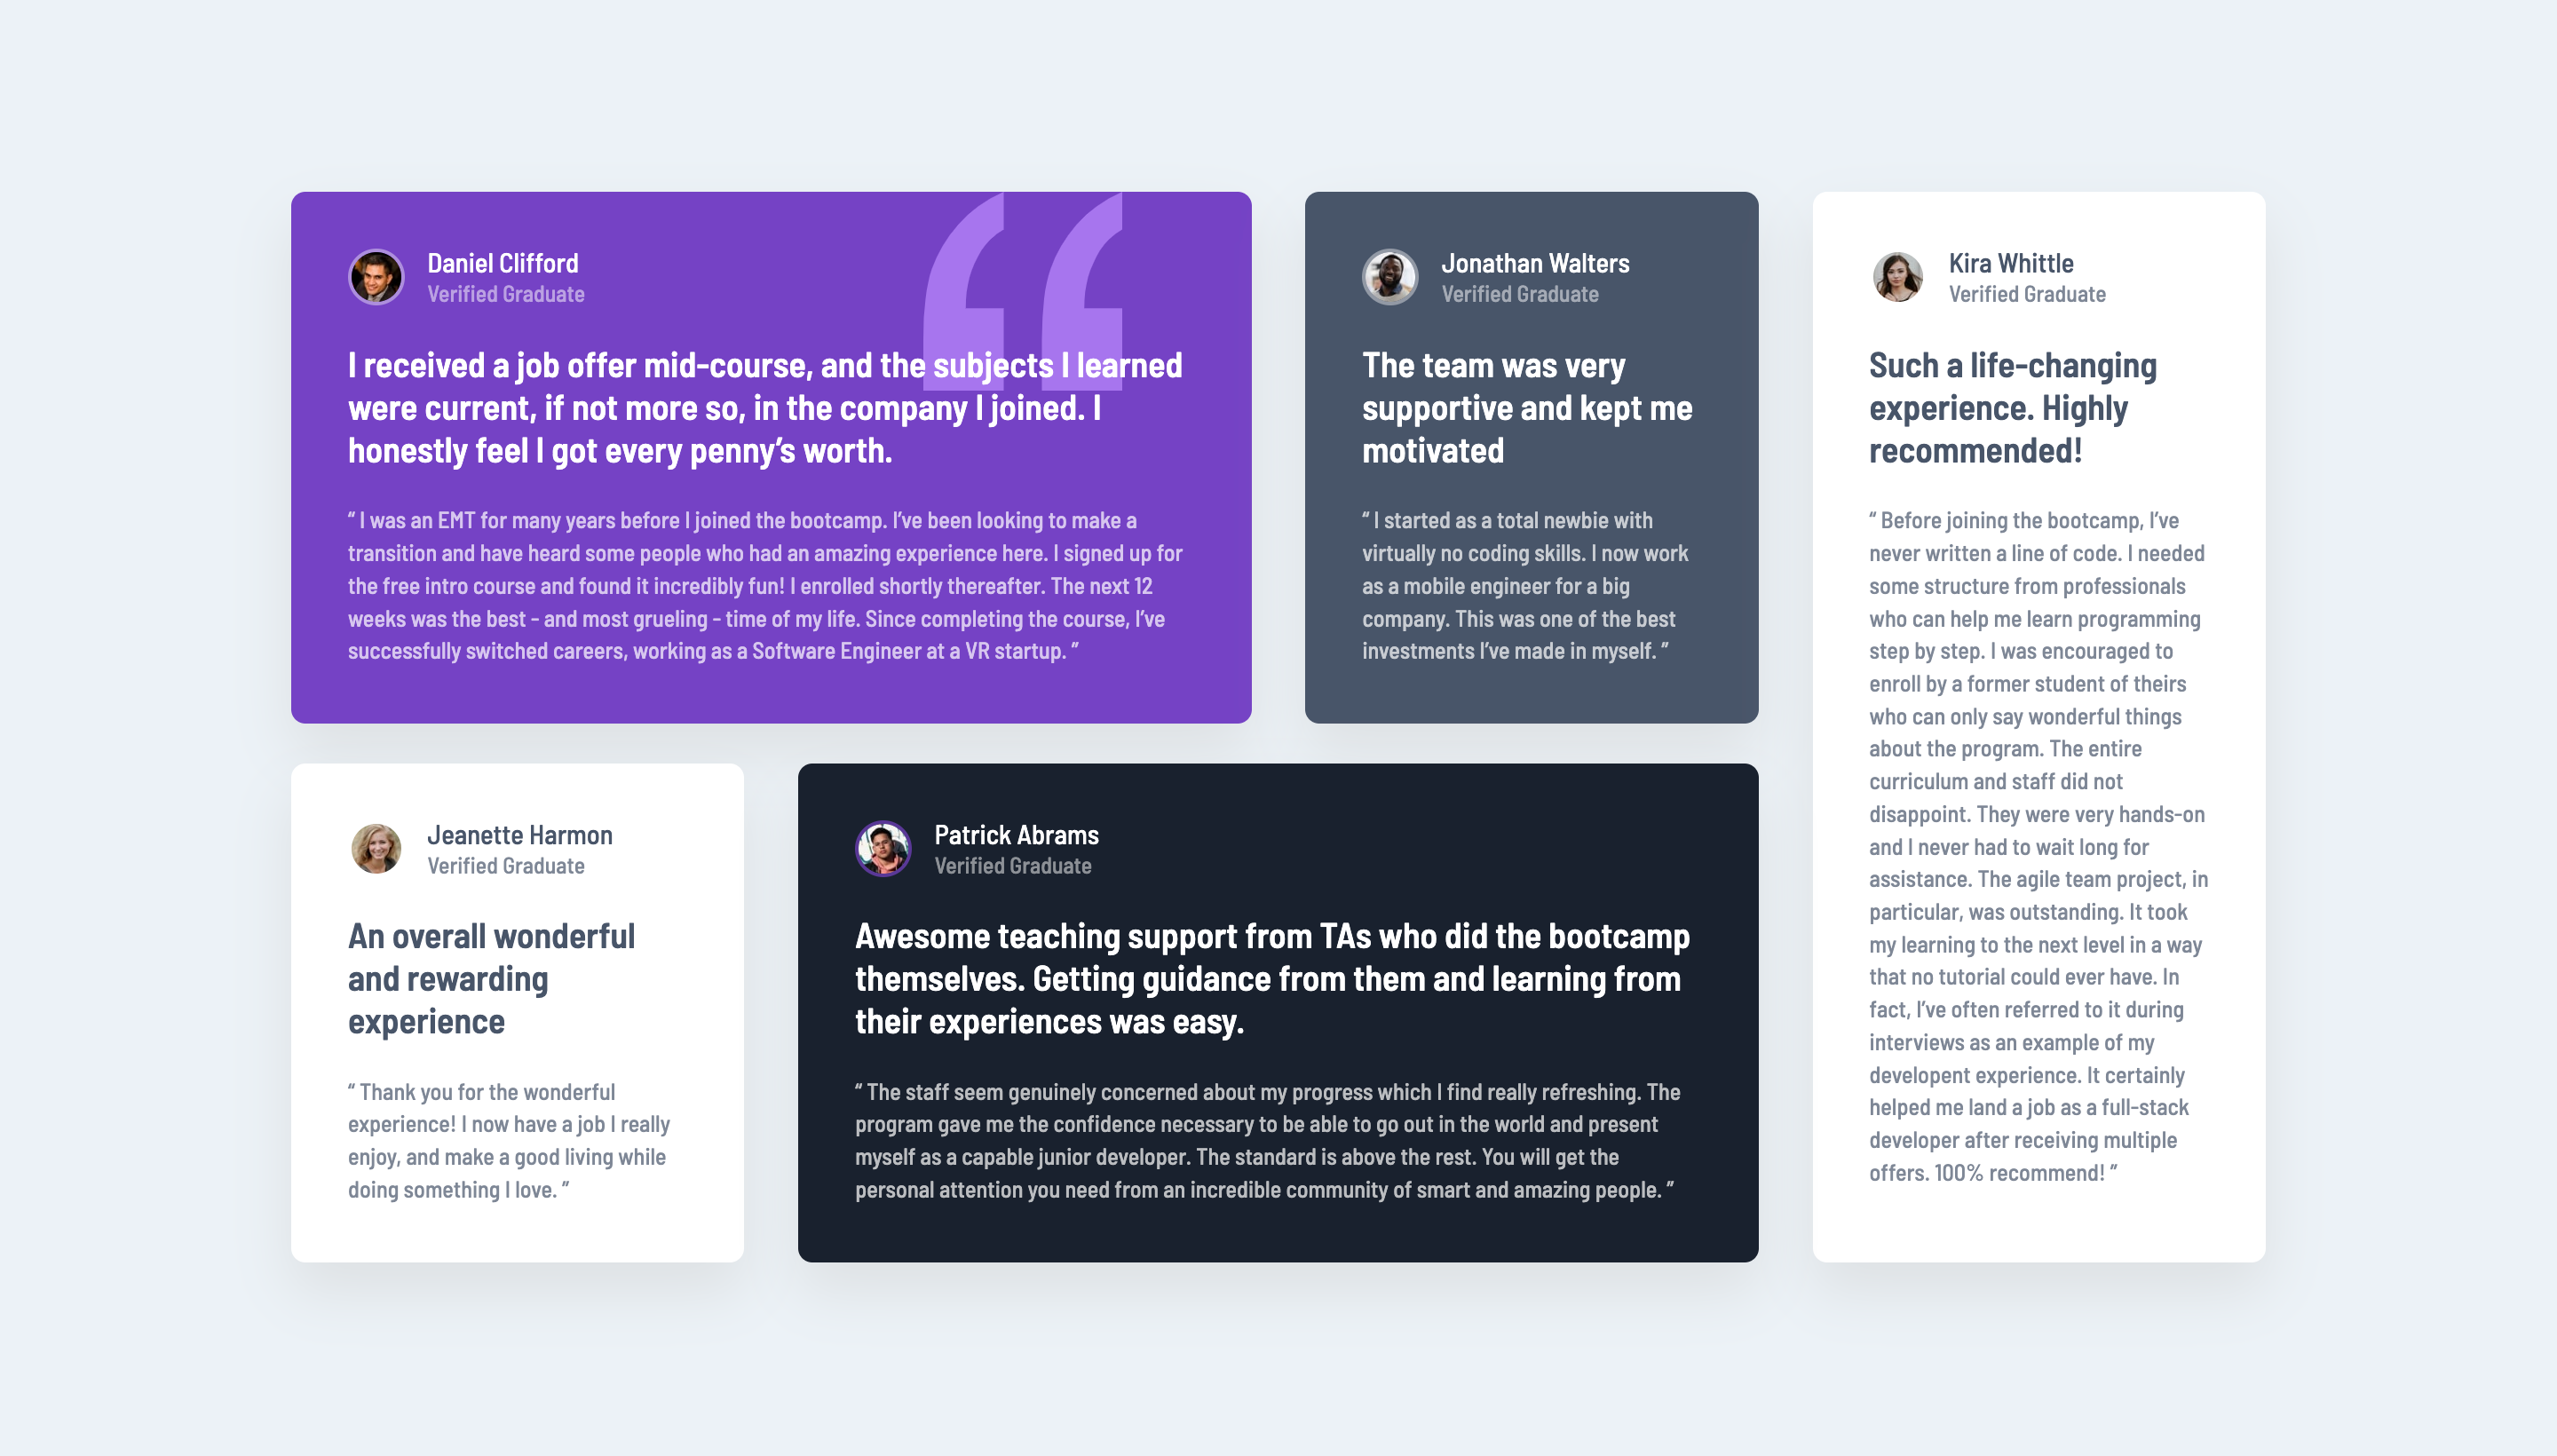 “
Daniel Clifford
Verified Graduate
I received a job offer mid-course, and the subjects I learned
were current, if not more so, in the company I joined. I
honestly feel I got every penny’s worth.
“ I was an EMT for many years before I joined the bootcamp. I’ve been looking to make a
transition and have heard some people who had an amazing experience here. I signed up for
the free intro course and found it incredibly fun! I enrolled shortly thereafter. The next 12
weeks was the best - and most grueling - time of my life. Since completing the course, I’ve
successfully switched careers, working as a Software Engineer at a VR startup. ”
Jonathan Walters
Verified Graduate
The team was very
supportive and kept me
motivated
“ I started as a total newbie with
virtually no coding skills. I now work
as a mobile engineer for a big
company. This was one of the best
investments I’ve made in myself. ”
Kira Whittle
Verified Graduate
Such a life-changing
experience. Highly
recommended!
“ Before joining the bootcamp, I’ve
never written a line of code. I needed
some structure from professionals
who can help me learn programming
step by step. I was encouraged to
enroll by a former student of theirs
who can only say wonderful things
about the program. The entire
curriculum and staff did not
disappoint. They were very hands-on
and I never had to wait long for
assistance. The agile team project, in
particular, was outstanding. It took
my learning to the next level in a way
that no tutorial could ever have. In
fact, I’ve often referred to it during
interviews as an example of my
developent experience. It certainly
helped me land a job as a full-stack
developer after receiving multiple
offers. 100% recommend! ”
Jeanette Harmon
Verified Graduate
An overall wonderful
and rewarding
experience
“ Thank you for the wonderful
experience! I now have a job I really
enjoy, and make a good living while
doing something I love. ”
Patrick Abrams
Verified Graduate
Awesome teaching support from TAs who did the bootcamp
themselves. Getting guidance from them and learning from
their experiences was easy.
“ The staff seem genuinely concerned about my progress which I find really refreshing. The
program gave me the confidence necessary to be able to go out in the world and present
myself as a capable junior developer. The standard is above the rest. You will get the
personal attention you need from an incredible community of smart and amazing people. ”